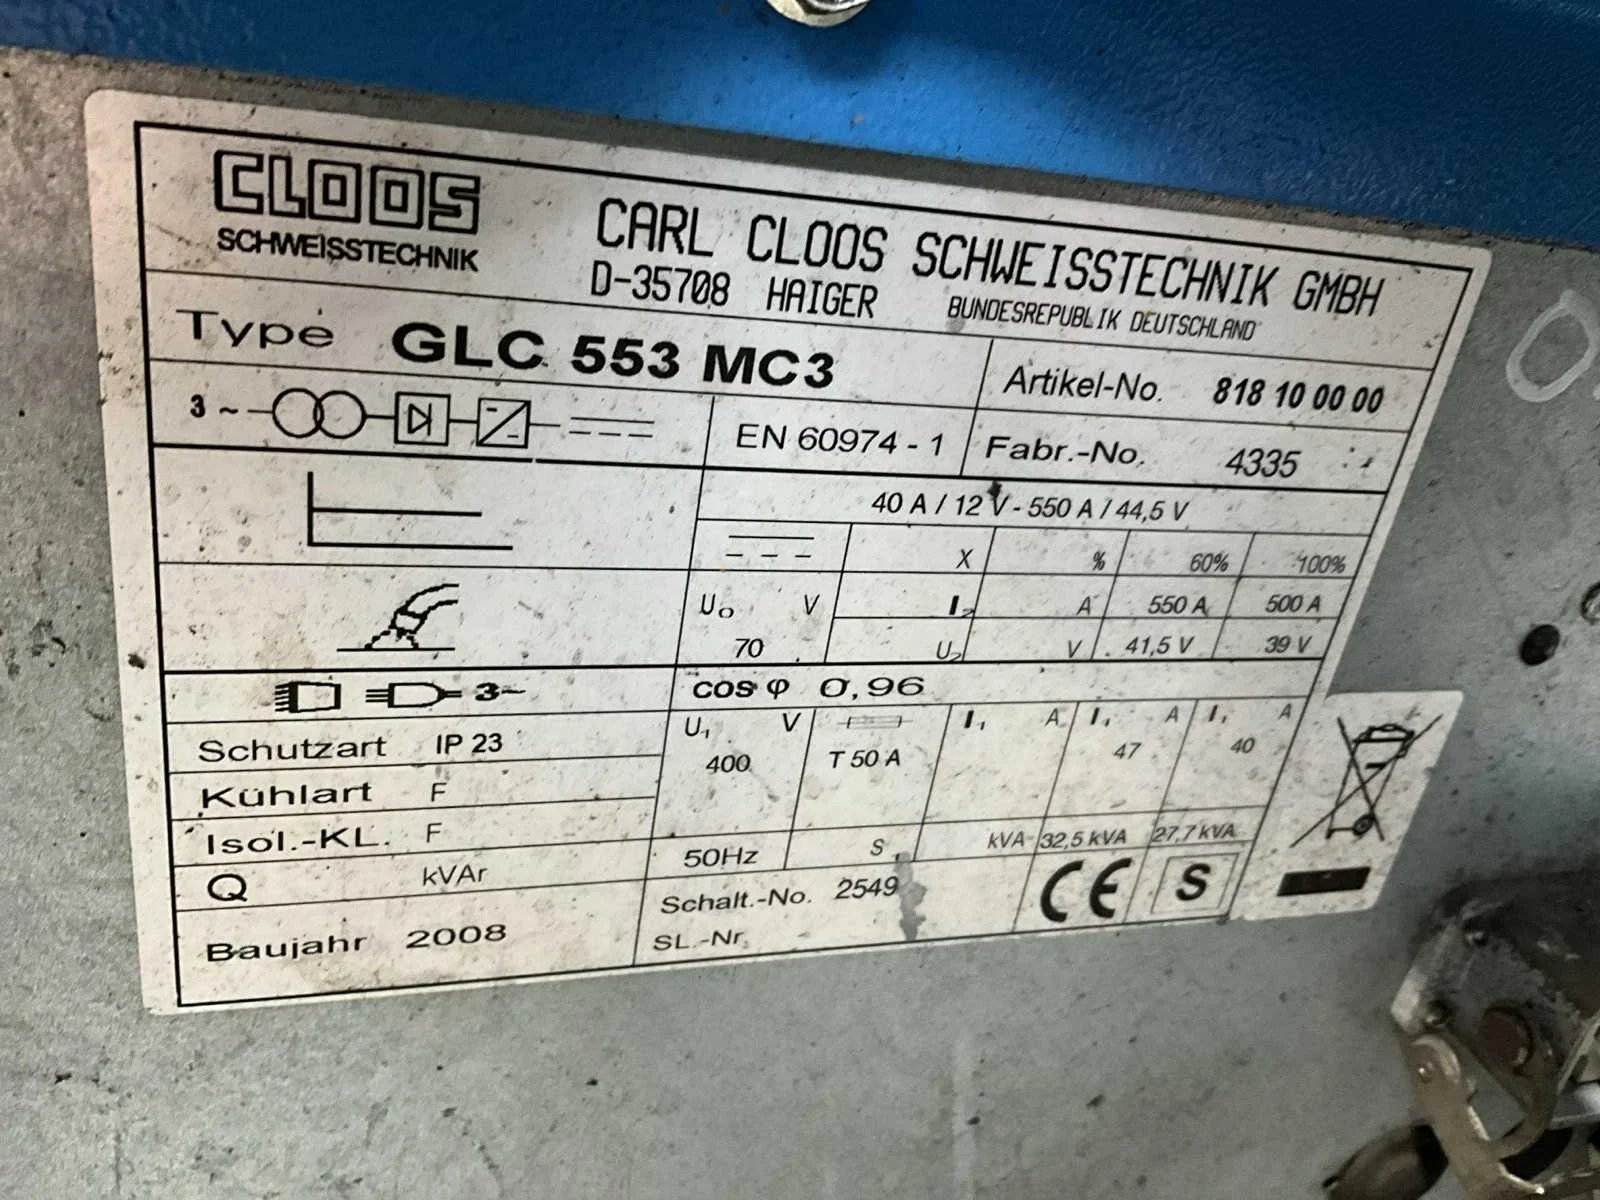 CLOOS
SCHWEISSTECHNIK
CARL CLOOS SCHWEISSTECHNIK GMBH
D-35708 HAIGER BUNDESREPUBLIK DEUTSCHLAND
Type GLC 553 MC3
Artikel-No. 818 10 00 00
3~
EN 60974-1
Fabr.-No. 4335
40 A / 12 V - 550 A / 44,5 V
X % 60% 100%
U0 V I2 A 550 A 500 A
70 U2 V 41,5 V 39 V
3~
cos φ 0,96
Schutzart IP 23
U1 V I1 A I1 A I1 A
400 T 50 A 47 40
Kühlart F
Isol.-KL. F
50Hz S1 kVA 32,5 kVA 27,7 kVA
Q kVAr
Schalt.-No. 2549
CE S
Baujahr 2008
SL.-Nr.